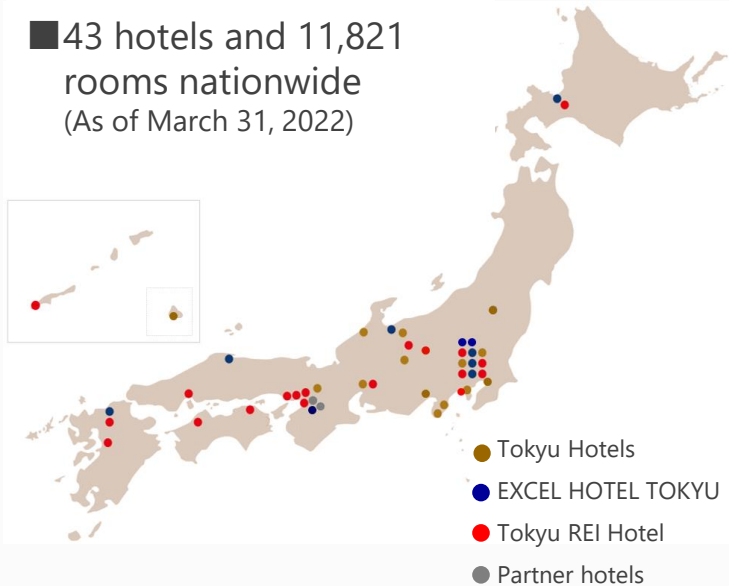 ■43 hotels and 11,821
rooms nationwide
(As of March 31, 2022)
Tokyu Hotels
EXCEL HOTEL TOKYU
Tokyu REI Hotel
Partner hotels